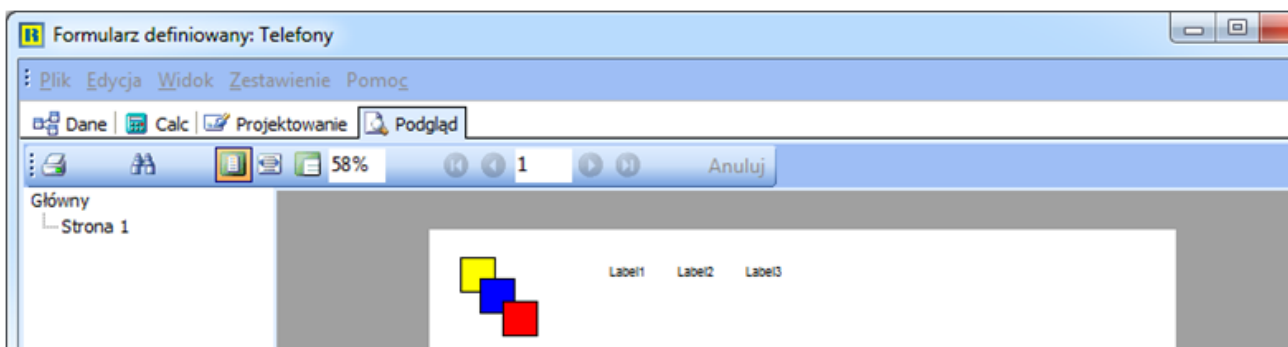 Formularz definiowany: Telefony
Plik Edycja Widok Zestawienie Pomoc
Dane Calc Projektowanie Podgląd
58% 1 Anuluj
Główny
Strona 1
Label1 Label2 Label3